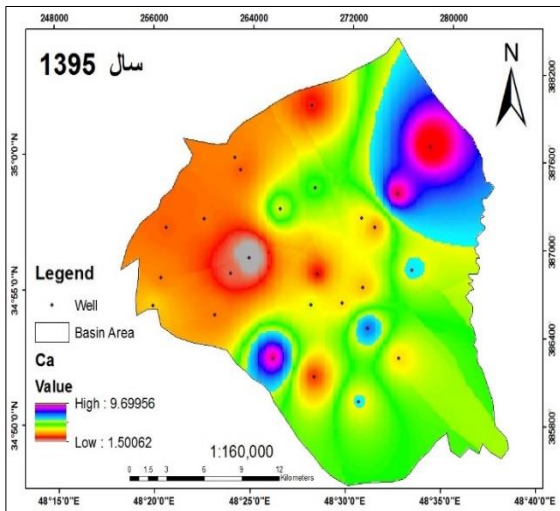 248000 256000 264000 272000 280000
سال 1395
N
35°0'0"N
34°55'0"N
34°50'0"N
3882000
3876000
3870000
3864000
3858000
Legend
Well
Basin Area
Ca
Value
High : 9.69956
Low : 1.50062
1:160,000
0 1.5 3 6 9 12
Kilometers
48°15'0"E 48°20'0"E 48°25'0"E 48°30'0"E 48°35'0"E 48°40'0"E